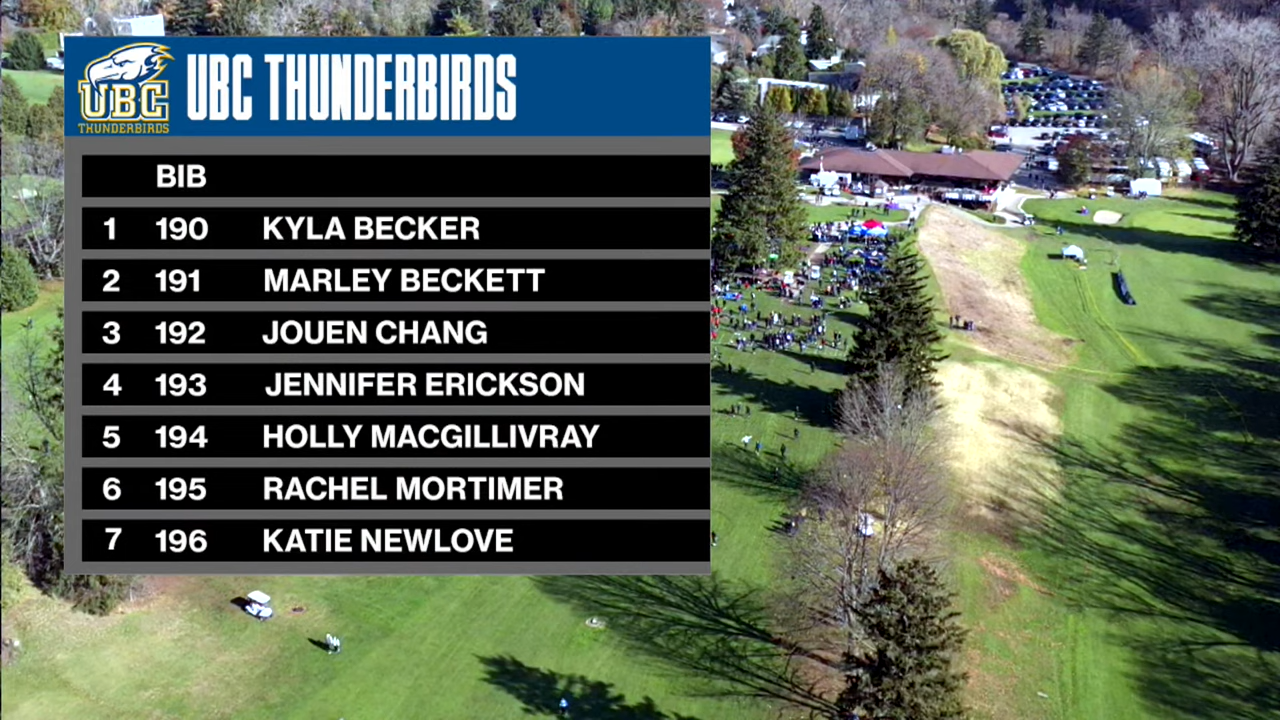 UBC THUNDERBIRDS
UBC
THUNDERBIRDS
BIB
1 190 KYLA BECKER
2 191 MARLEY BECKETT
3 192 JOUEN CHANG
4 193 JENNIFER ERICKSON
5 194 HOLLY MACGILLIVRAY
6 195 RACHEL MORTIMER
7 196 KATIE NEWLOVE